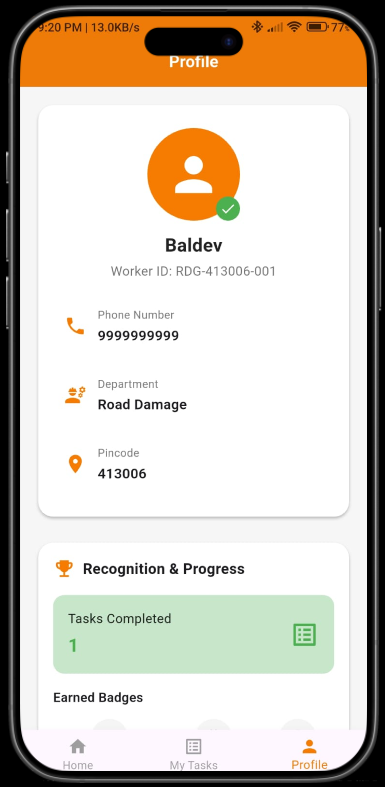 9:20 PM | 13.0KB/s
77
Profile
Baldev
Worker ID: RDG-413006-001
Phone Number
9999999999
Department
Road Damage
Pincode
413006
Recognition & Progress
Tasks Completed
1
Earned Badges
Home
My Tasks
Profile